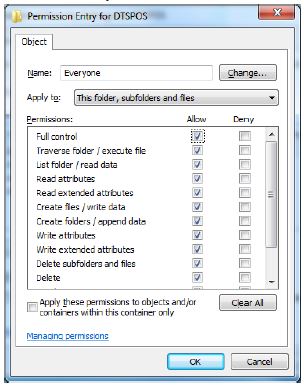 Permission Entry for DTSPOS
Object
Name: Everyone Change...
Apply to: This folder, subfolders and files
Permissions: Allow Deny
Full control
Traverse folder / execute file
List folder / read data
Read attributes
Read extended attributes
Create files / write data
Create folders / append data
Write attributes
Write extended attributes
Delete subfolders and files
Delete
Apply these permissions to objects and/or Clear All
containers within this container only
Managing permissions
OK Cancel